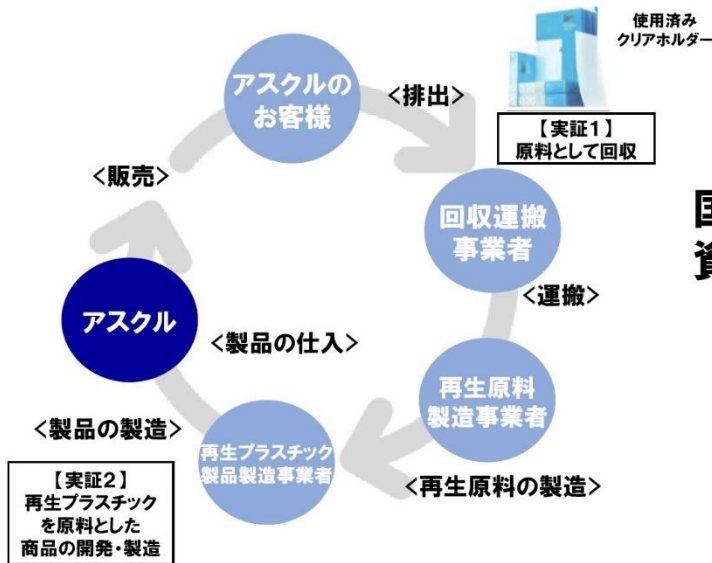 使用済み
クリアホルダー
アスクルの
お客様
<排出>
【実証1】
原料として回収
<販売>
回収運搬
事業者
<運搬>
アスクル
<製品の仕入>
再生原料
製造事業者
<製品の製造>
再生プラスチック
製品製造事業者
<再生原料の製造>
【実証2】
再生プラスチック
を原料とした
商品の開発・製造
資